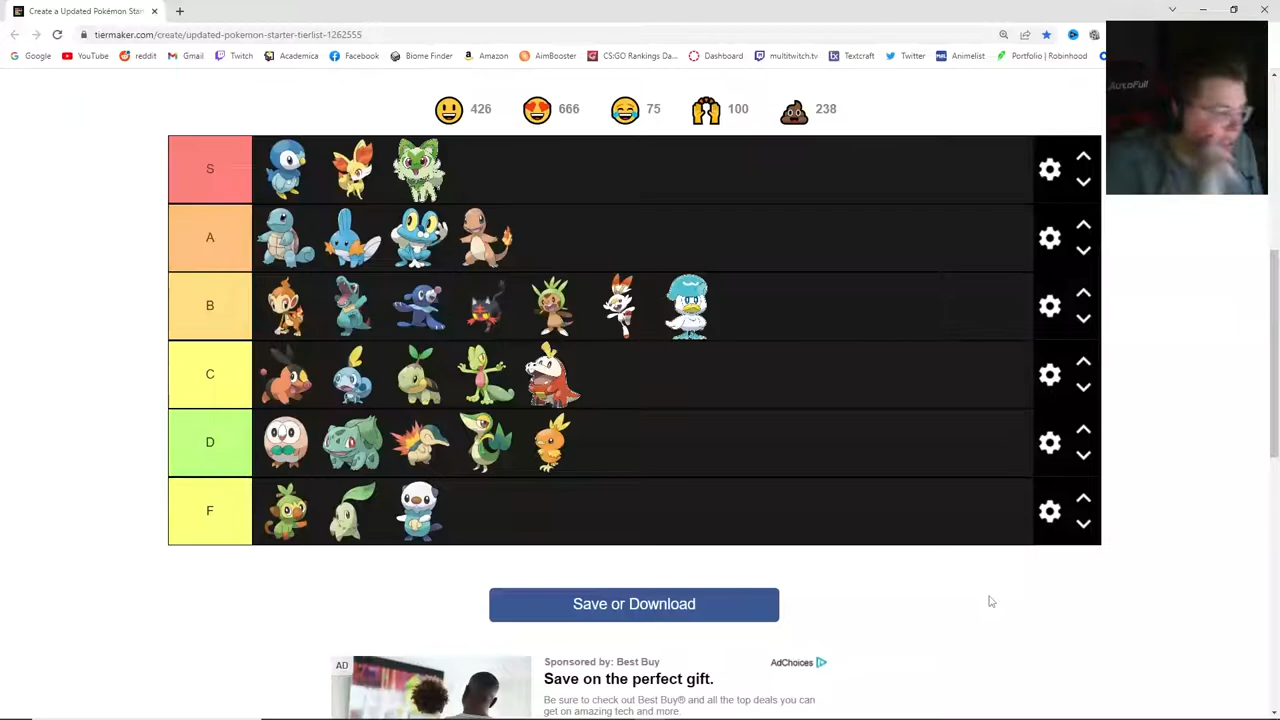 Create a Updated Pokémon Star
tiermaker.com/create/updated-pokemon-starter-tierlist-1262555
Google YouTube reddit Gmail Twitch Academica Facebook Biome Finder Amazon AimBooster CS:GO Rankings Da... Dashboard multitwitch.tv Textcraft Twitter Animelist Portfolio | Robinhood
426 666 75 100 238
S
A
B
C
D
F
Save or Download
AD
Sponsored by: Best Buy
AdChoices
Save on the perfect gift.
Be sure to check out Best Buy® and all the top deals you can
get on amazing tech and more.
AutoFull